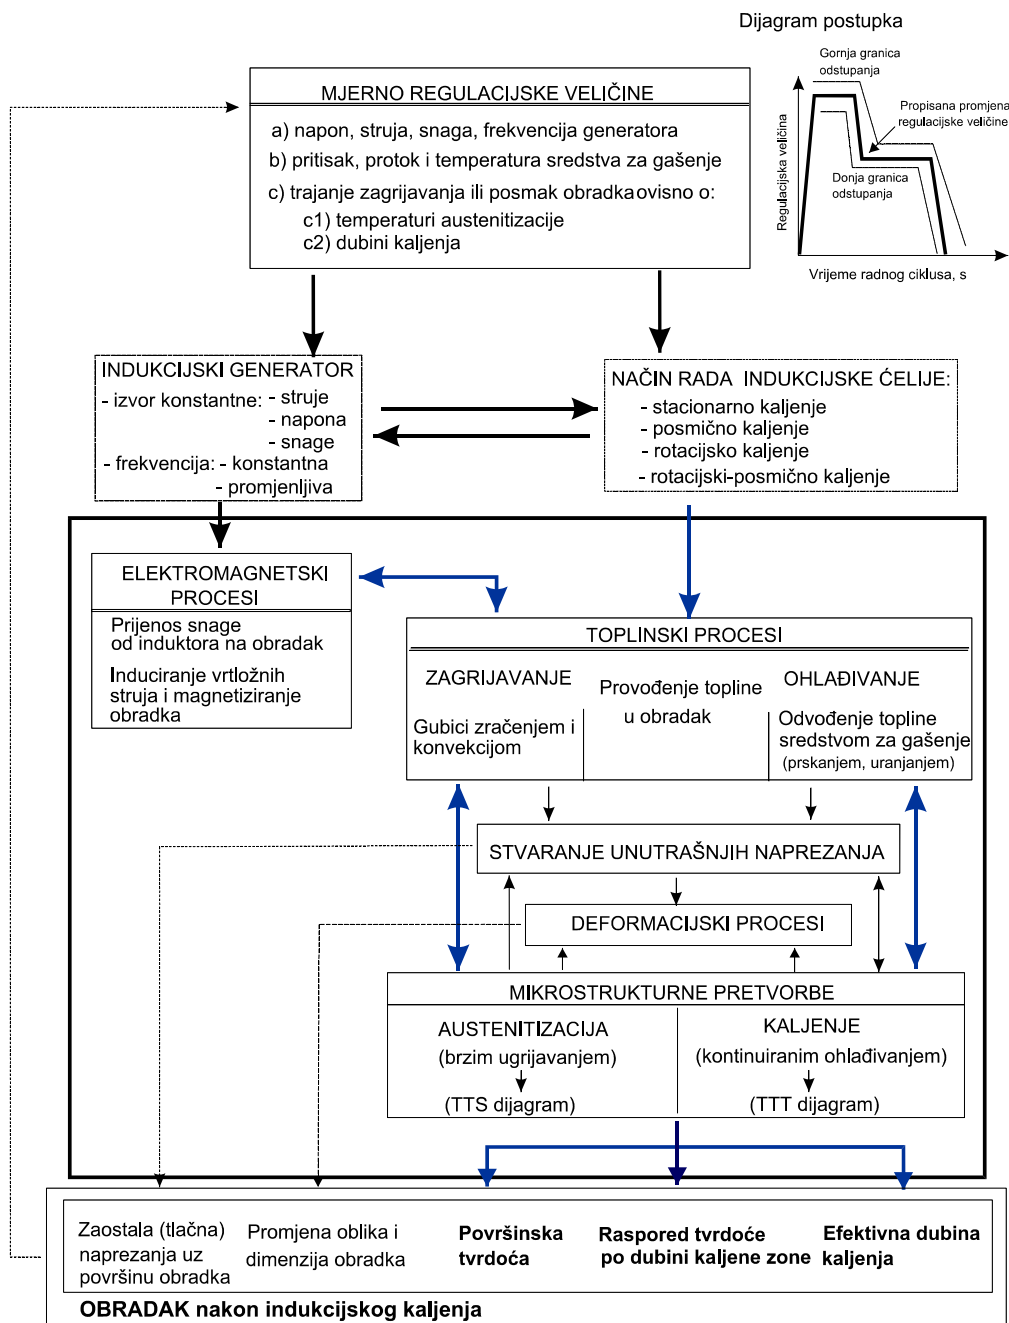 Dijagram postupka
Gornja granica
odstupanja
Propisana promjena
regulacijske veličine
Donja granica
odstupanja
Regulacijska veličina
Vrijeme radnog ciklusa, s
MJERNO REGULACIJSKE VELIČINE
a) napon, struja, snaga, frekvencija generatora
b) pritisak, protok i temperatura sredstva za gašenje
c) trajanje zagrijavanja ili posmak obradka ovisno o:
c1) temperaturi austenitizacije
c2) dubini kaljenja
INDUKCIJSKI GENERATOR
- izvor konstantne: - struje
- napona
- snage
- frekvencija: - konstantna
- promjenljiva
NAČIN RADA INDUKCIJSKE ĆELIJE:
- stacionarno kaljenje
- posmično kaljenje
- rotacijsko kaljenje
- rotacijski-posmično kaljenje
ELEKTROMAGNETSKI
PROCESI
Prijenos snage
od induktora na obradak
Induciranje vrtložnih
struja i magnetiziranje
obradka
TOPLINSKI PROCESI
ZAGRIJAVANJE
Gubici zračenjem i
konvekcijom
Provođenje topline
u obradak
OHLAĐIVANJE
Odvođenje topline
sredstvom za gašenje
(prskanjem, uranjanjem)
STVARANJE UNUTRAŠNJIH NAPREZANJA
DEFORMACIJSKI PROCESI
MIKROSTRUKTURNE PRETVORBE
AUSTENITIZACIJA
(brzim ugrijavanjem)
(TTS dijagram)
KALJENJE
(kontinuiranim ohlađivanjem)
(TTT dijagram)
Zaostala (tlačna)
naprezanja uz
površinu obradka
Promjena oblika i
dimenzija obradka
Površinska
tvrdoća
Raspored tvrdoće
po dubini kaljene zone
Efektivna dubina
kaljenja
OBRADAK nakon indukcijskog kaljenja